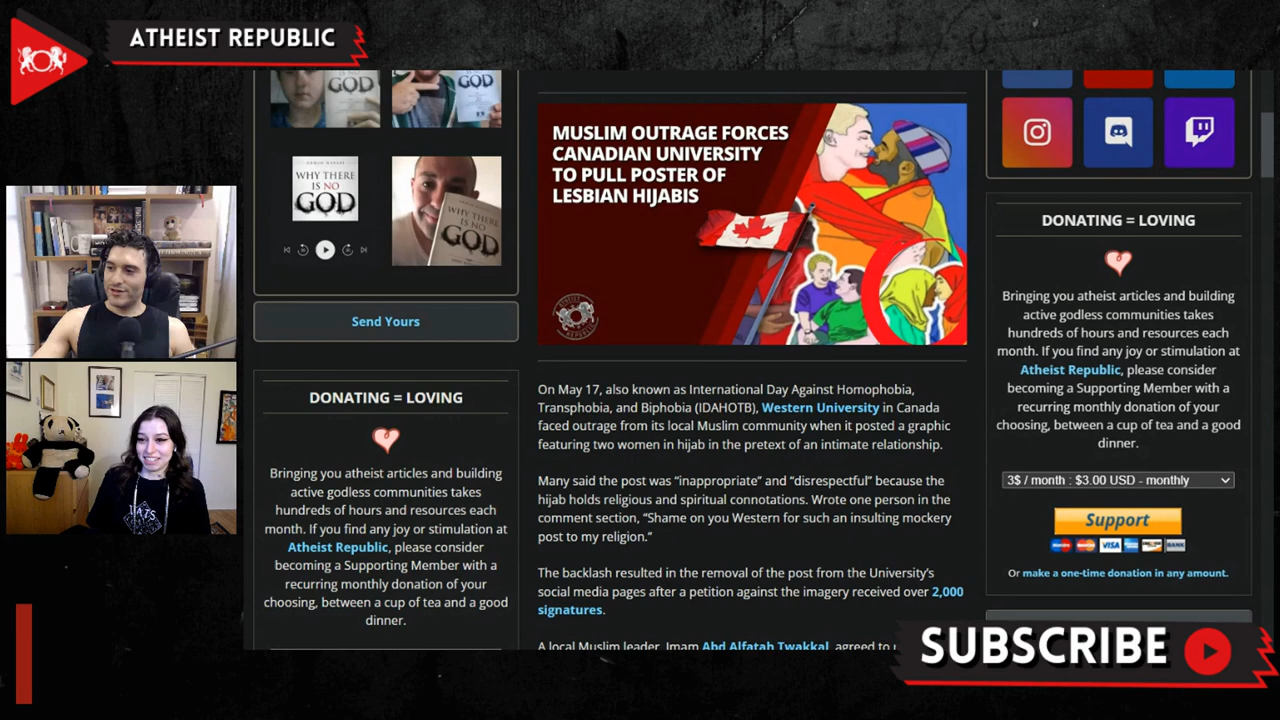 ATHEIST REPUBLIC
GOD
GOD
WHY THERE
IS NO
GOD
WHY THERE
IS NO
GOD
Send Yours
DONATING = LOVING
Bringing you atheist articles and building
active godless communities takes
hundreds of hours and resources each
month. If you find any joy or stimulation at
Atheist Republic, please consider
becoming a Supporting Member with a
recurring monthly donation of your
choosing, between a cup of tea and a good
dinner.
MUSLIM OUTRAGE FORCES
CANADIAN UNIVERSITY
TO PULL POSTER OF
LESBIAN HIJABIS
On May 17, also known as International Day Against Homophobia,
Transphobia, and Biphobia (IDAHOTB), Western University in Canada
faced outrage from its local Muslim community when it posted a graphic
featuring two women in hijab in the pretext of an intimate relationship.
Many said the post was “inappropriate” and “disrespectful” because the
hijab holds religious and spiritual connotations. Wrote one person in the
comment section, “Shame on you Western for such an insulting mockery
post to my religion.”
The backlash resulted in the removal of the post from the University’s
social media pages after a petition against the imagery received over 2,000
signatures.
A local Muslim leader, Imam Abd Alfatah Twakkal, agreed to
DONATING = LOVING
Bringing you atheist articles and building
active godless communities takes
hundreds of hours and resources each
month. If you find any joy or stimulation at
Atheist Republic, please consider
becoming a Supporting Member with a
recurring monthly donation of your
choosing, between a cup of tea and a good
dinner.
3$ / month : $3.00 USD - monthly
Support
VISA
BANK
Or make a one-time donation in any amount.
SUBSCRIBE